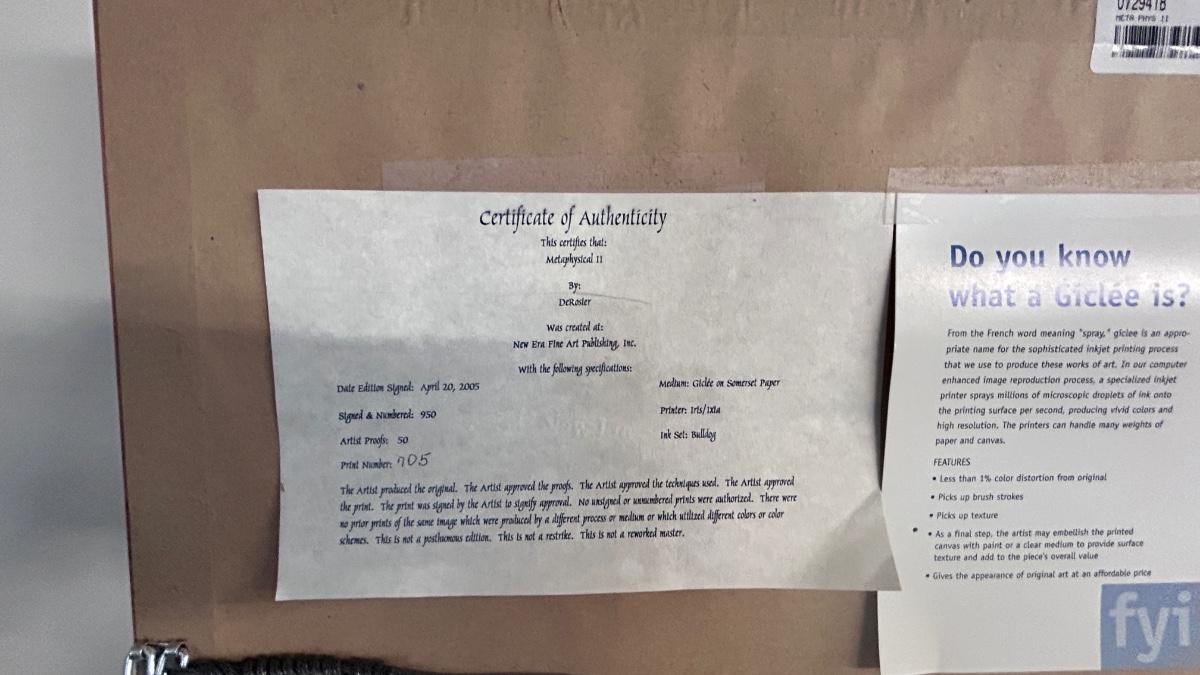 072941B
META PHYS II
Certificate of Authenticity
This certifies that:
Metaphysical II
By:
DeRosier
Was created at:
New Era Fine Art Publishing, Inc.
With the following specifications:
Date Edition Signed: April 20, 2005
Signed & Numbered: 950
Artist Proofs: 50
Print Number: 705
Medium: Giclée on Somerset Paper
Printer: Iris/Ixia
Ink Set: Bulldog
The Artist produced the original. The Artist approved the proofs. The Artist approved the techniques used. The Artist approved
the print. The print was signed by the Artist to signify approval. No unsigned or unnumbered prints were authorized. There were
no prior prints of the same image which were produced by a different process or medium or which utilized different colors or color
schemes. This is not a posthumous edition. This is not a restrike. This is not a reworked master.
Do you know
what a Giclée is?
From the French word meaning "spray," giclee is an appro-
priate name for the sophisticated inkjet printing process
that we use to produce these works of art. In our computer
enhanced image reproduction process, a specialized inkjet
printer sprays millions of microscopic droplets of ink onto
the printing surface per second, producing vivid colors and
high resolution. The printers can handle many weights of
paper and canvas.
FEATURES
• Less than 1% color distortion from original
• Picks up brush strokes
• Picks up texture
• As a final step, the artist may embellish the printed
canvas with paint or a clear medium to provide surface
texture and add to the piece's overall value
• Gives the appearance of original art at an affordable price
fyi